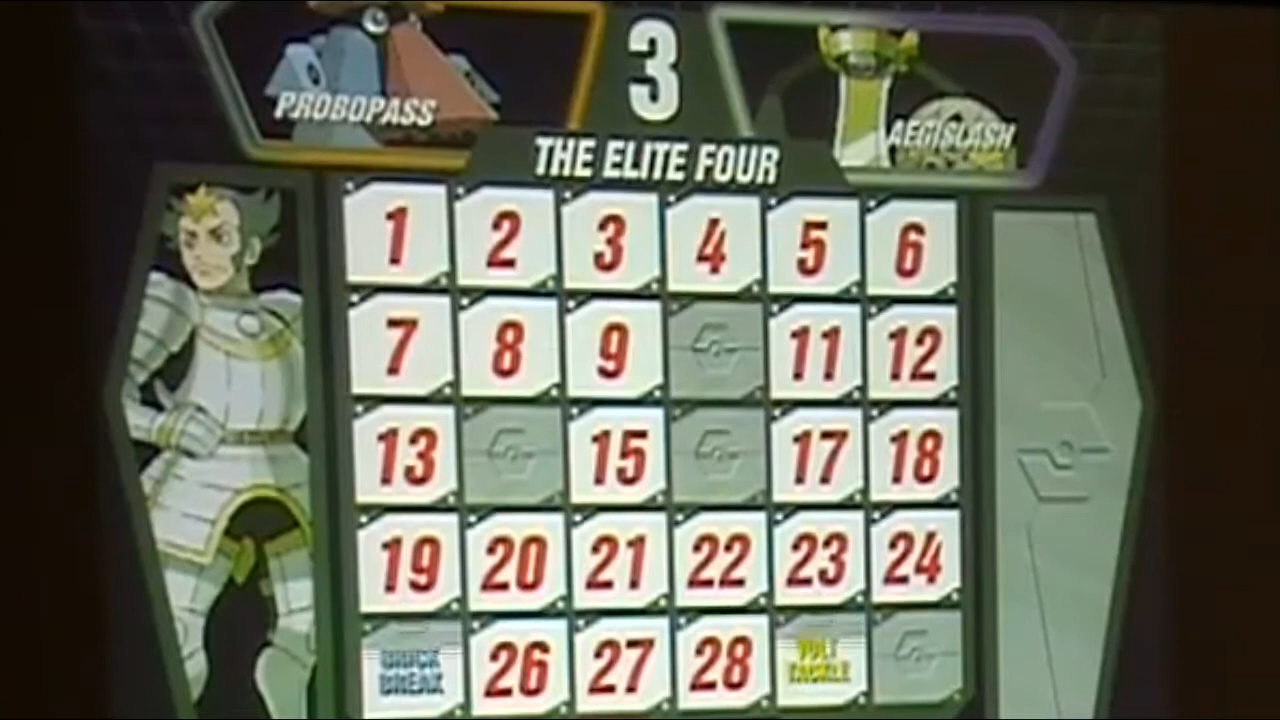 3
PROBOPASS
AEGISLASH
THE ELITE FOUR
1 2 3 4 5 6
7 8 9 11 12
13 15 17 18
19 20 21 22 23 24
BRICK BREAK 26 27 28 VOLT TACKLE